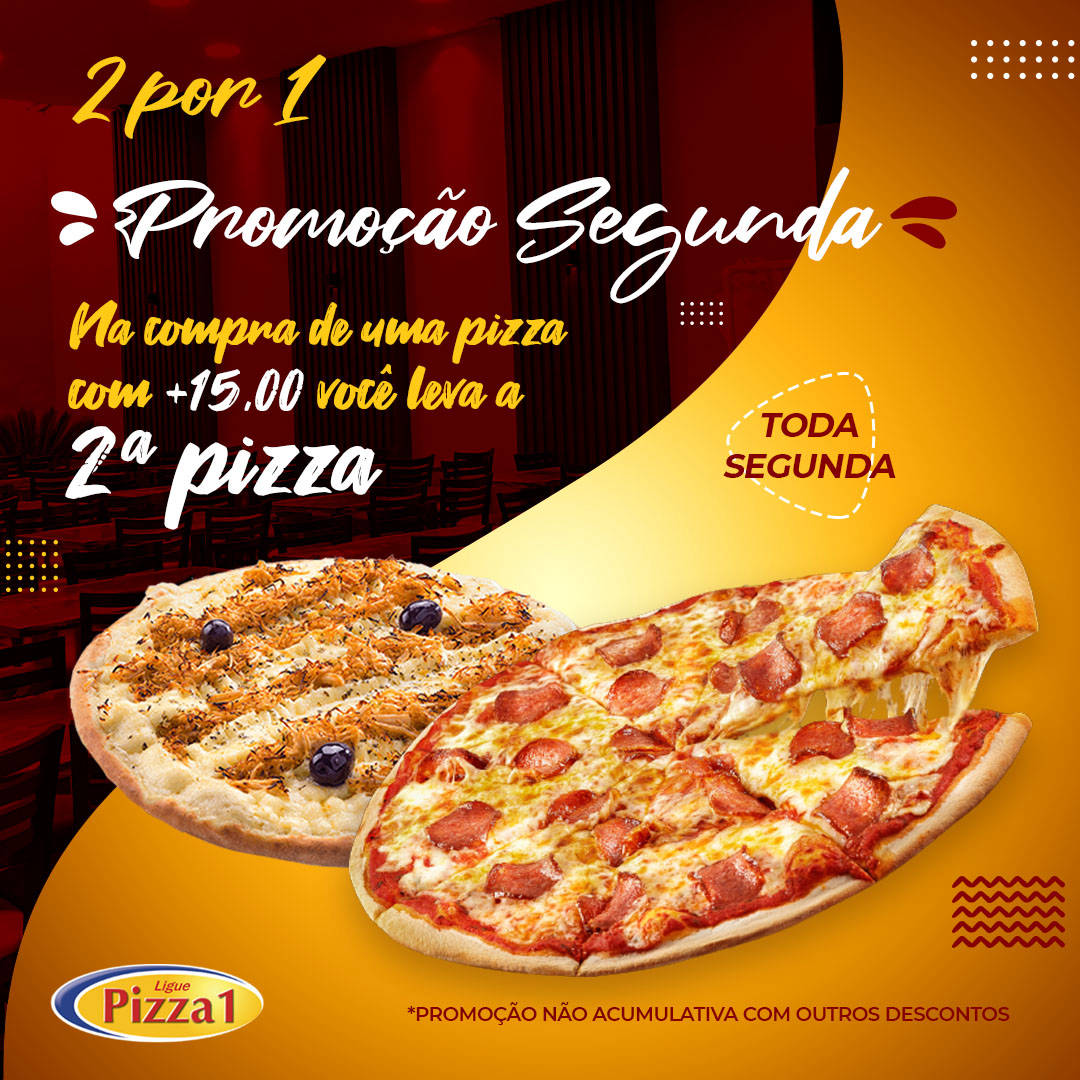 2 por 1
Promoção Segunda
Na compra de uma pizza
com +15,00 você leva a
2ª pizza
TODA
SEGUNDA
Ligue
Pizza1
*PROMOÇÃO NÃO ACUMULATIVA COM OUTROS DESCONTOS